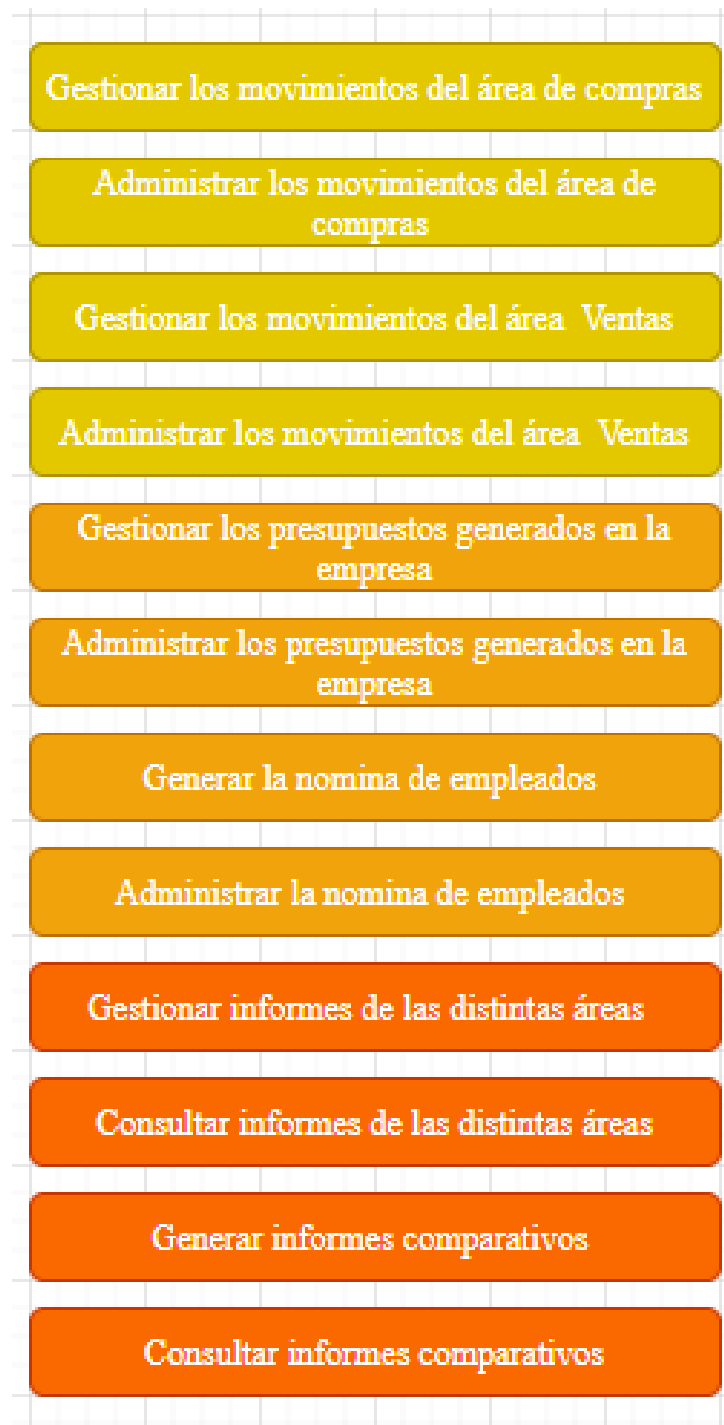 Gestionar los movimientos del área de compras
Administrar los movimientos del área de
compras
Gestionar los movimientos del área  Ventas
Administrar los movimientos del área  Ventas
Gestionar los presupuestos generados en la
empresa
Administrar los presupuestos generados en la
empresa
Generar la nomina de empleados
Administrar la nomina de empleados
Gestionar informes de las distintas áreas
Consultar informes de las distintas áreas
Generar informes comparativos
Consultar informes comparativos